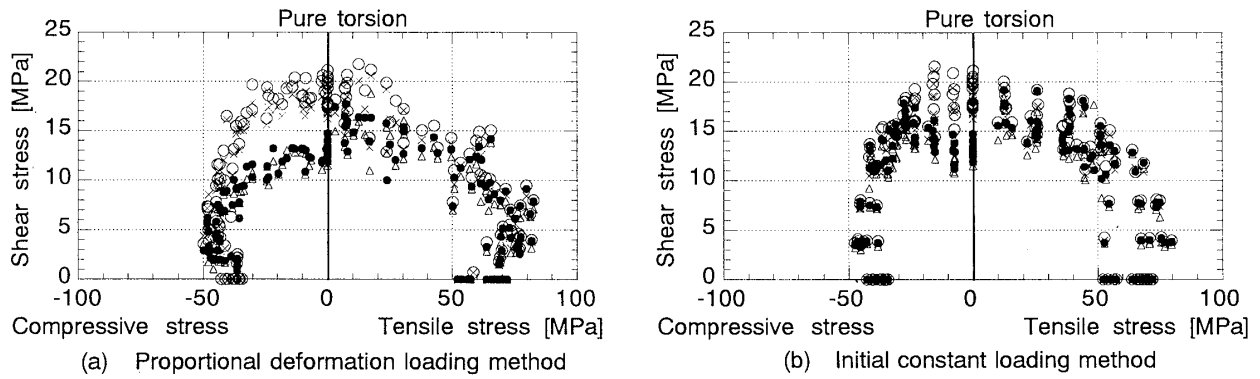 Pure torsion
25
20
15
10
5
0
Shear stress [MPa]
-100 -50 0 50 100
Compressive stress Tensile stress [MPa]
(a) Proportional deformation loading method
Pure torsion
25
20
15
10
5
0
Shear stress [MPa]
-100 -50 0 50 100
Compressive stress Tensile stress [MPa]
(b) Initial constant loading method